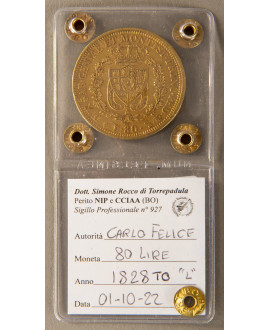 Dott. Simone Rocco di Torrepadula
Perito NIP e CCIAA (BO)
Sigillo Professionale n° 927
Autorità CARLO FELICE
Moneta 80 LIRE
Anno 1828 TO "L"
Data 01-10-22